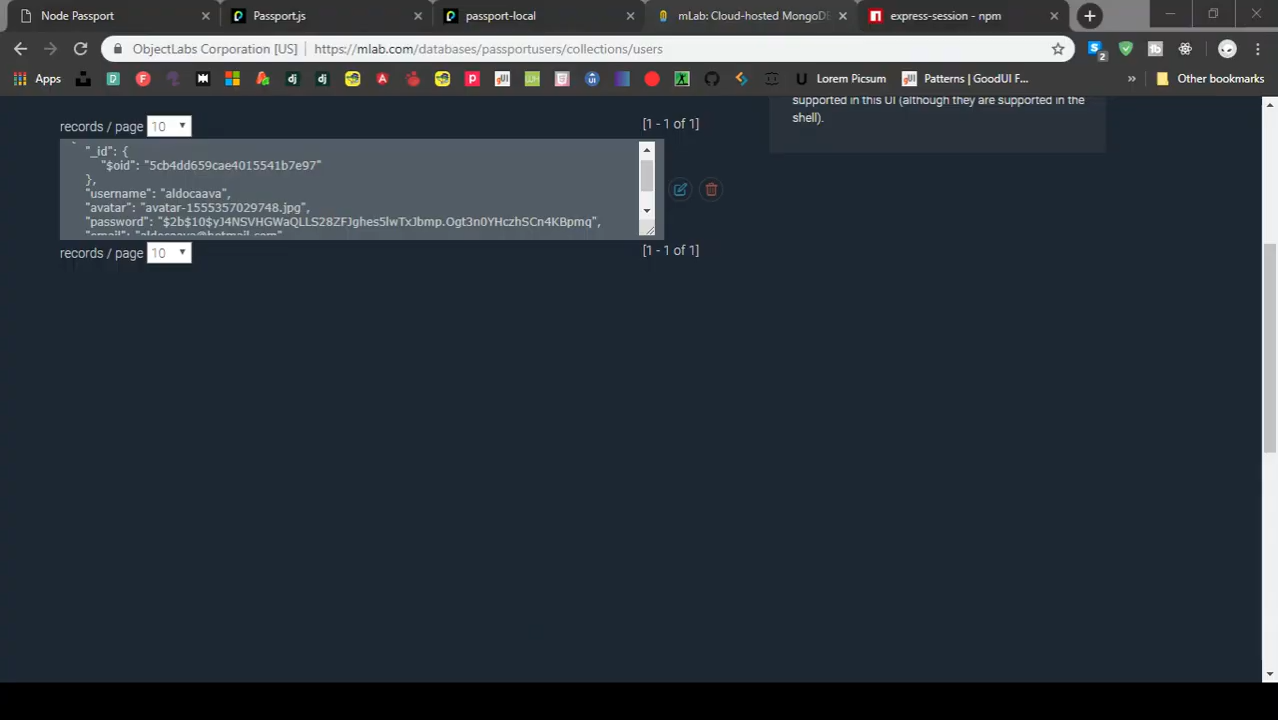 Node Passport
Passport.js
passport-local
mLab: Cloud-hosted MongoDB
express-session - npm
ObjectLabs Corporation [US]
https://mlab.com/databases/passportusers/collections/users
2
Apps
Lorem Picsum
Patterns | GoodUI F...
»
Other bookmarks
supported in this UI (although they are supported in the
shell).
records / page 10
[1 - 1 of 1]
"_id": {
"$oid": "5cb4dd659cae4015541b7e97"
},
"username": "aldocaava",
"avatar": "avatar-1555357029748.jpg",
"password": "$2b$10$yJ4NSVHGWaQLLS28ZFJghes5lwTxJbmp.Ogt3n0YHczhSCn4KBpmq",
records / page 10
[1 - 1 of 1]